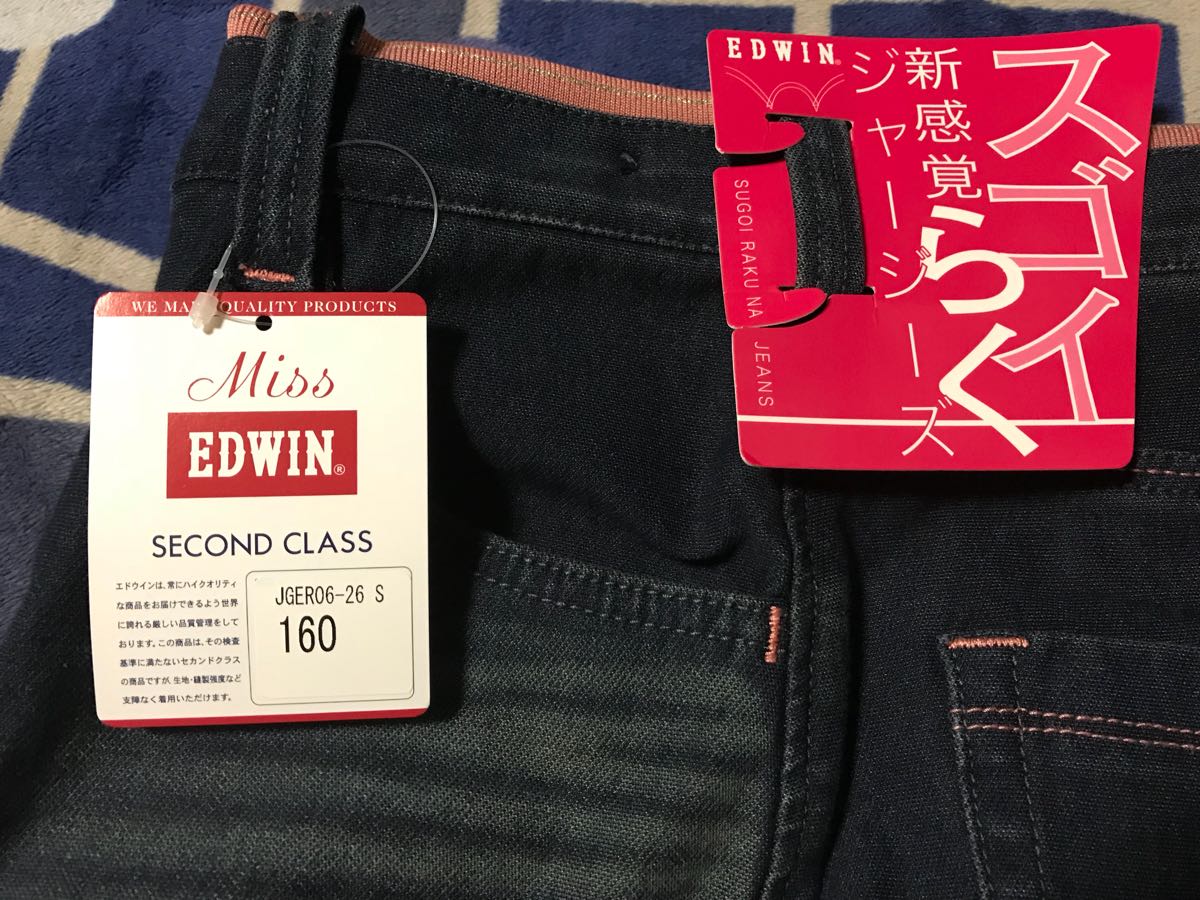 WE MA QUALITY PRODUCTS
Miss
EDWIN®
SECOND CLASS
エドウインは、常にハイクオリティ
な商品をお届けできるよう世界
に誇れる厳しい品質管理をして
おります。この商品は、その検査
基準に満たないセカンドクラス
の商品ですが、生地・縫製強度など
支障なく着用いただけます。
JGER06-26 S
160
EDWIN®
スゴイ
らく
新感覚
ジャージーズ
SUGOI RAKU NA JEANS